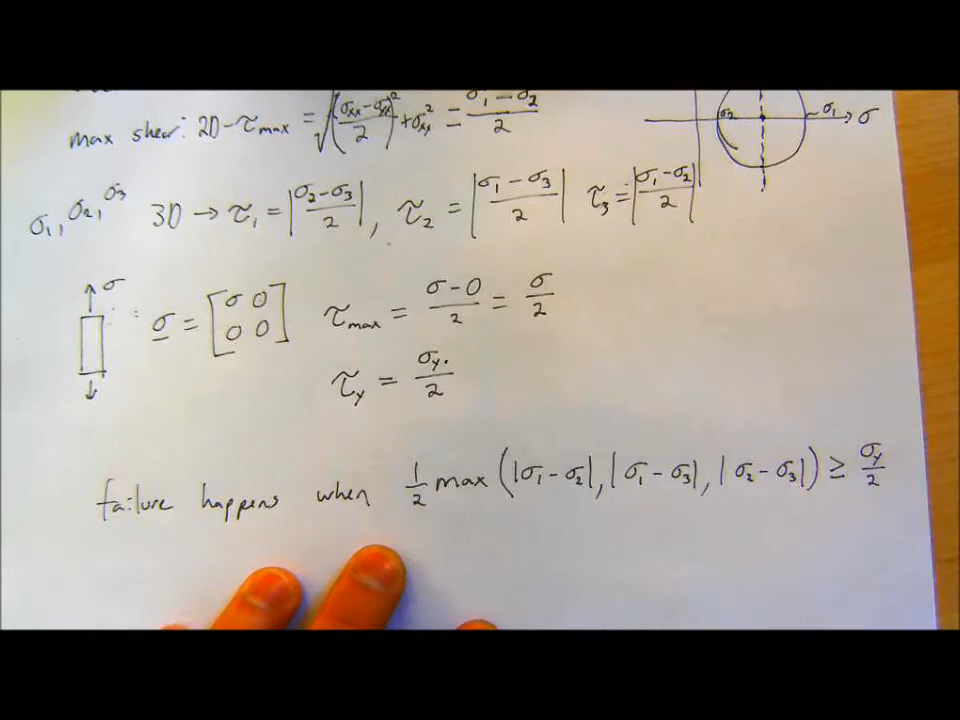 max shear: 2D - τmax = √((σxx - σyy)/2)² + σxy² = (σ1 - σ2)/2
σ2 σ1 σ
σ1, σ2, σ3 3D → τ1 = |(σ2 - σ3)/2|, τ2 = |(σ1 - σ3)/2| τ3 = |(σ1 - σ2)/2|
σ
σ = [σ 0; 0 0] τmax = (σ - 0)/2 = σ/2
τy = σy/2
failure happens when 1/2 max (|σ1 - σ2|, |σ1 - σ3|, |σ2 - σ3|) ≥ σy/2